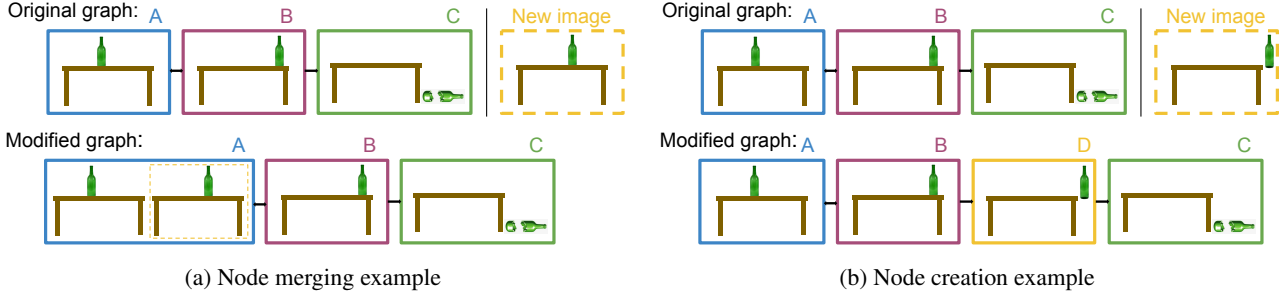 Original graph:
A
B
C
New image
Modified graph:
A
B
C
(a) Node merging example
Original graph:
A
B
C
New image
Modified graph:
A
B
D
C
(b) Node creation example